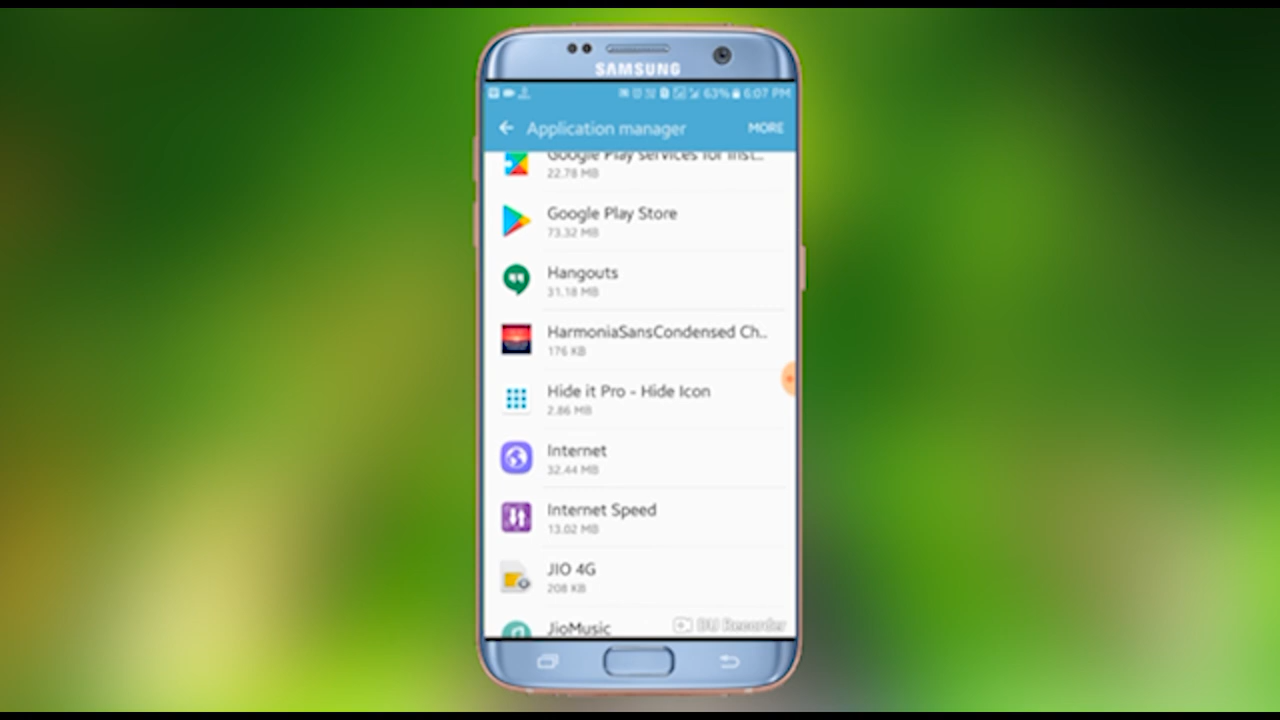 SAMSUNG
63% 6:07 PM
Application manager MORE
Google Play services for Inst...
22.78 MB
Google Play Store
73.32 MB
Hangouts
31.18 MB
HarmoniaSansCondensed Ch..
176 KB
Hide it Pro - Hide Icon
2.86 MB
Internet
32.44 MB
Internet Speed
13.02 MB
JIO 4G
208 KB
JioMusic
DU Recorder